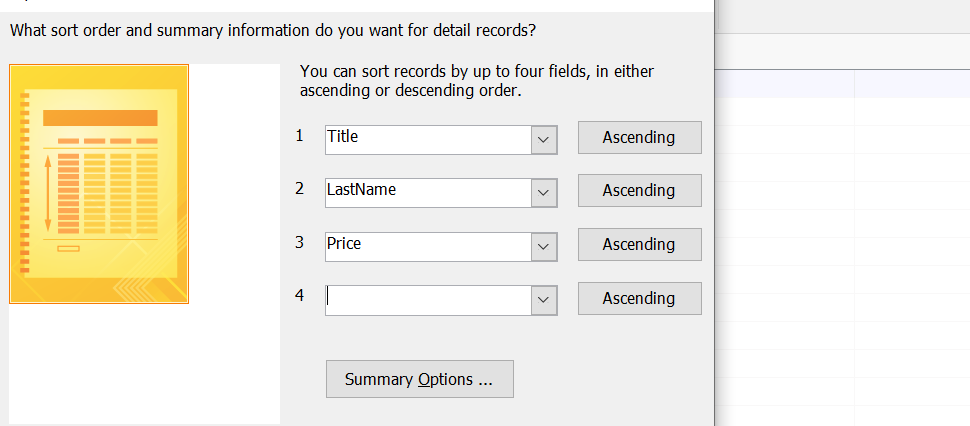 What sort order and summary information do you want for detail records?
You can sort records by up to four fields, in either
ascending or descending order.
1 Title Ascending
2 LastName Ascending
3 Price Ascending
4 Ascending
Summary Options ...